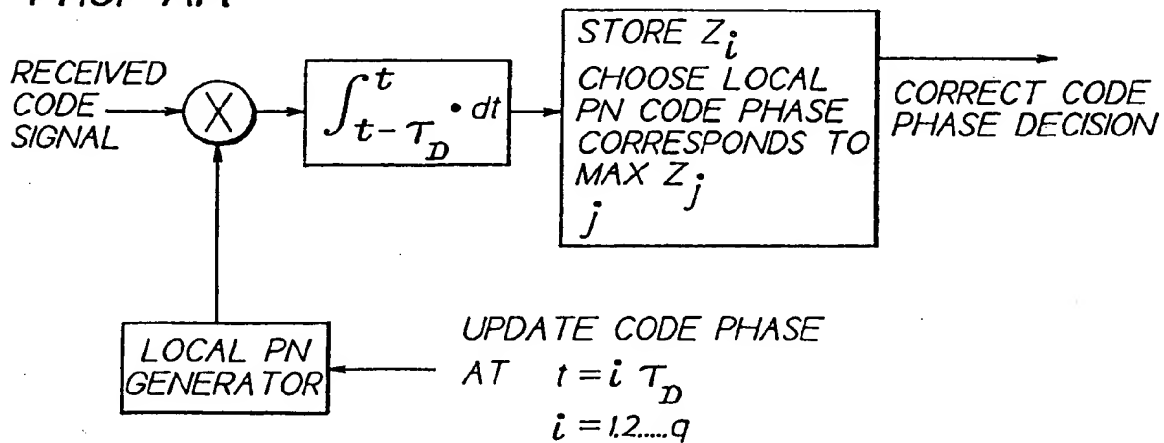 RECEIVED
CODE
SIGNAL
X
∫ t t - τD • dt
STORE Zi
CHOOSE LOCAL
PN CODE PHASE
CORRESPONDS TO
MAX Zj
j
CORRECT CODE
PHASE DECISION
LOCAL PN
GENERATOR
UPDATE CODE PHASE
AT t = i τD
i = 1.2.....q